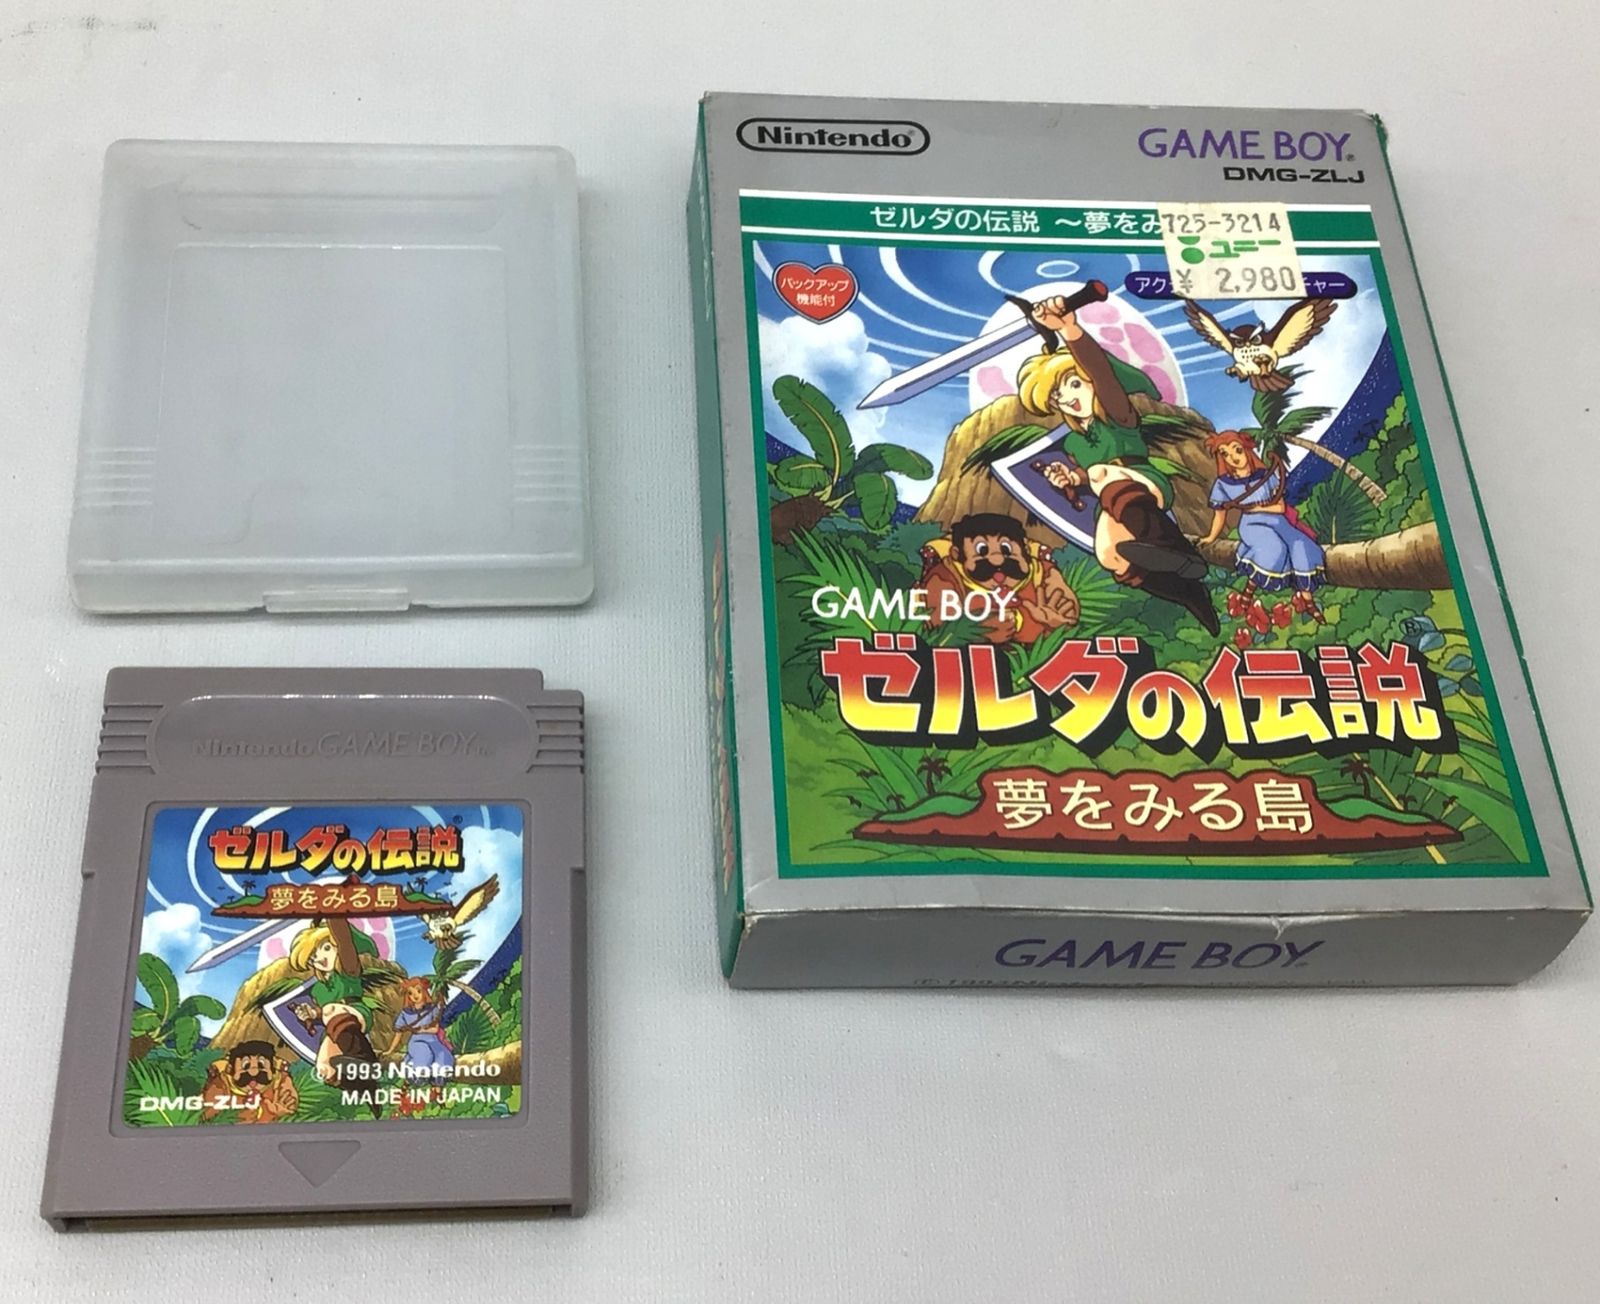 Nintendo
GAME BOY
DMG-ZLJ
ゼルダの伝説 ～夢をみ
725-3214
ユニー
¥ 2,980
バックアップ
機能付
アク
チャー
GAME BOY
ゼルダの伝説
夢をみる島
GAME BOY
© 1993 Nintendo
Nintendo GAME BOY
ゼルダの伝説
夢をみる島
©1993 Nintendo
DMG-ZLJ
MADE IN JAPAN